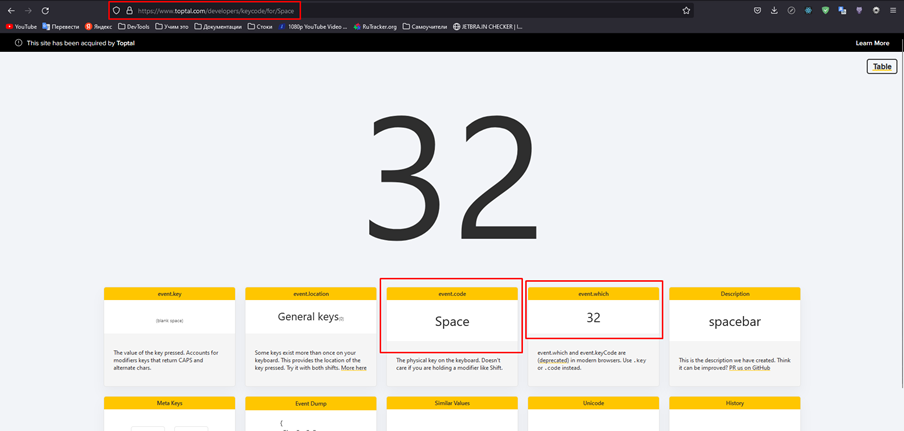 https://www.toptal.com/developers/keycode/for/Space
YouTube Перевести Яндекс DevTools Учим это Документации Стоки 1080p YouTube Video ... RuTracker.org Самоучители JETBRAJN CHECKER | I...
This site has been acquired by Toptal
Learn More
Table
32
event.key
(blank space)
The value of the key pressed. Accounts for
modifiers keys that return CAPS and
alternate chars.
event.location
General keys
Some keys exist more than once on your
keyboard. This provides the location of the
key pressed. Try it with both shifts. More here
event.code
Space
The physical key on the keyboard. Doesn't
care if you are holding a modifier like Shift.
event.which
32
event.which and event.keyCode are
(deprecated) in modern browsers. Use .key
or .code instead.
Description
spacebar
This is the description we have created. Think
it can be improved? PR us on GitHub
Meta Keys
Event Dump
{
Similar Values
Unicode
History